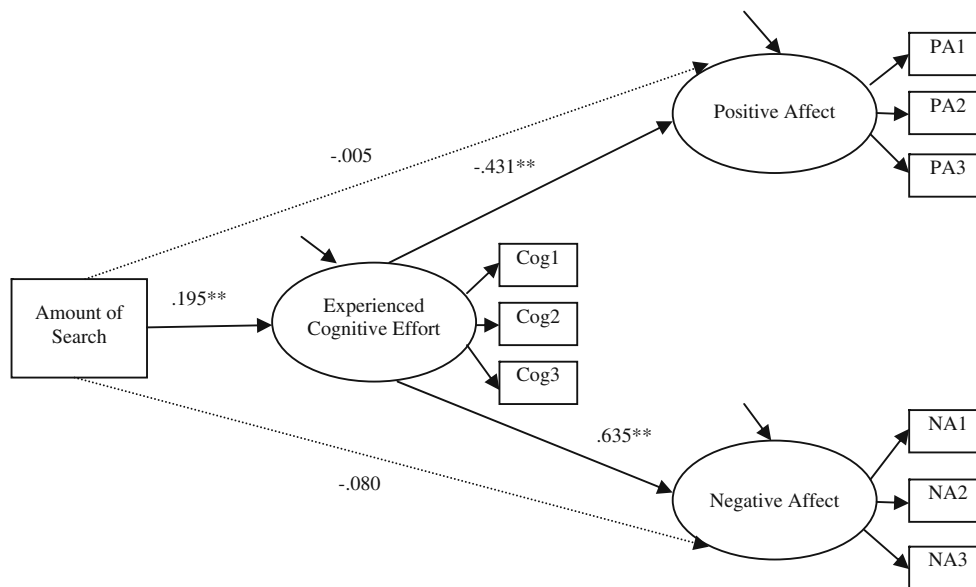 PA1
Positive Affect
PA2
PA3
-.005
-.431**
Cog1
Amount of
Search
.195**
Experienced
Cognitive Effort
Cog2
Cog3
.635**
-.080
NA1
Negative Affect
NA2
NA3